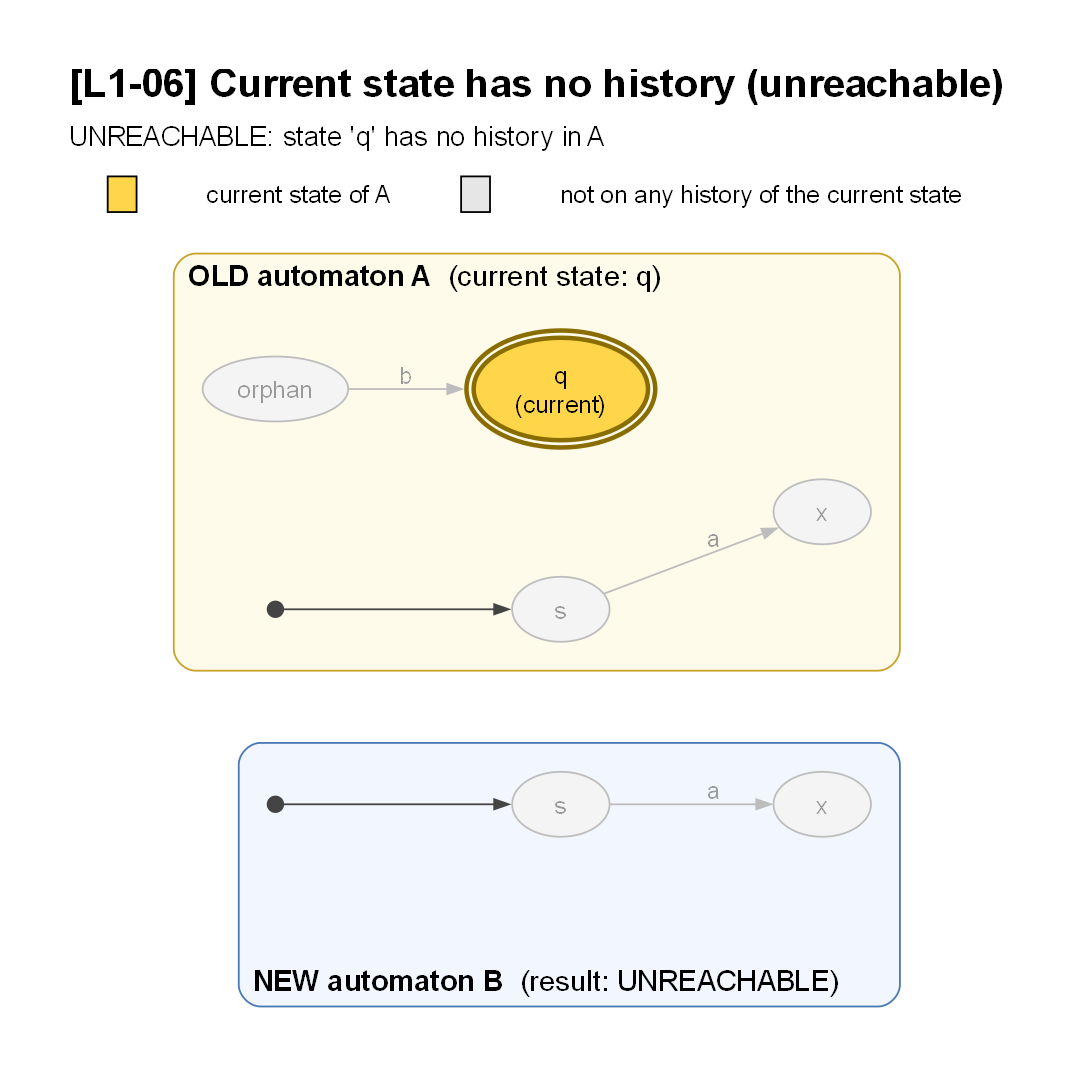 [L1-06] Current state has no history (unreachable)
UNREACHABLE: state 'q' has no history in A
current state of A
not on any history of the current state
OLD automaton A (current state: q)
orphan
b
q
(current)
x
a
s
s
a
x
NEW automaton B (result: UNREACHABLE)